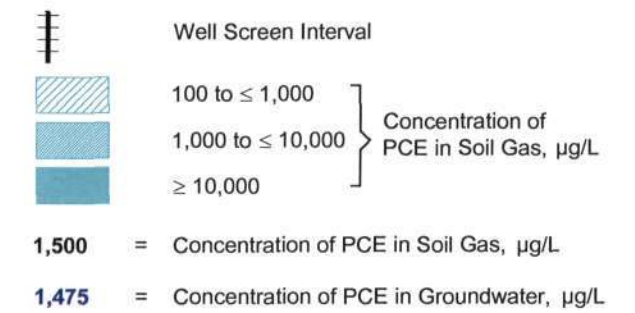 Well Screen Interval
100 to ≤ 1,000
1,000 to ≤ 10,000
Concentration of
PCE in Soil Gas, µg/L
≥ 10,000
1,500 = Concentration of PCE in Soil Gas, µg/L
1,475 = Concentration of PCE in Groundwater, µg/L